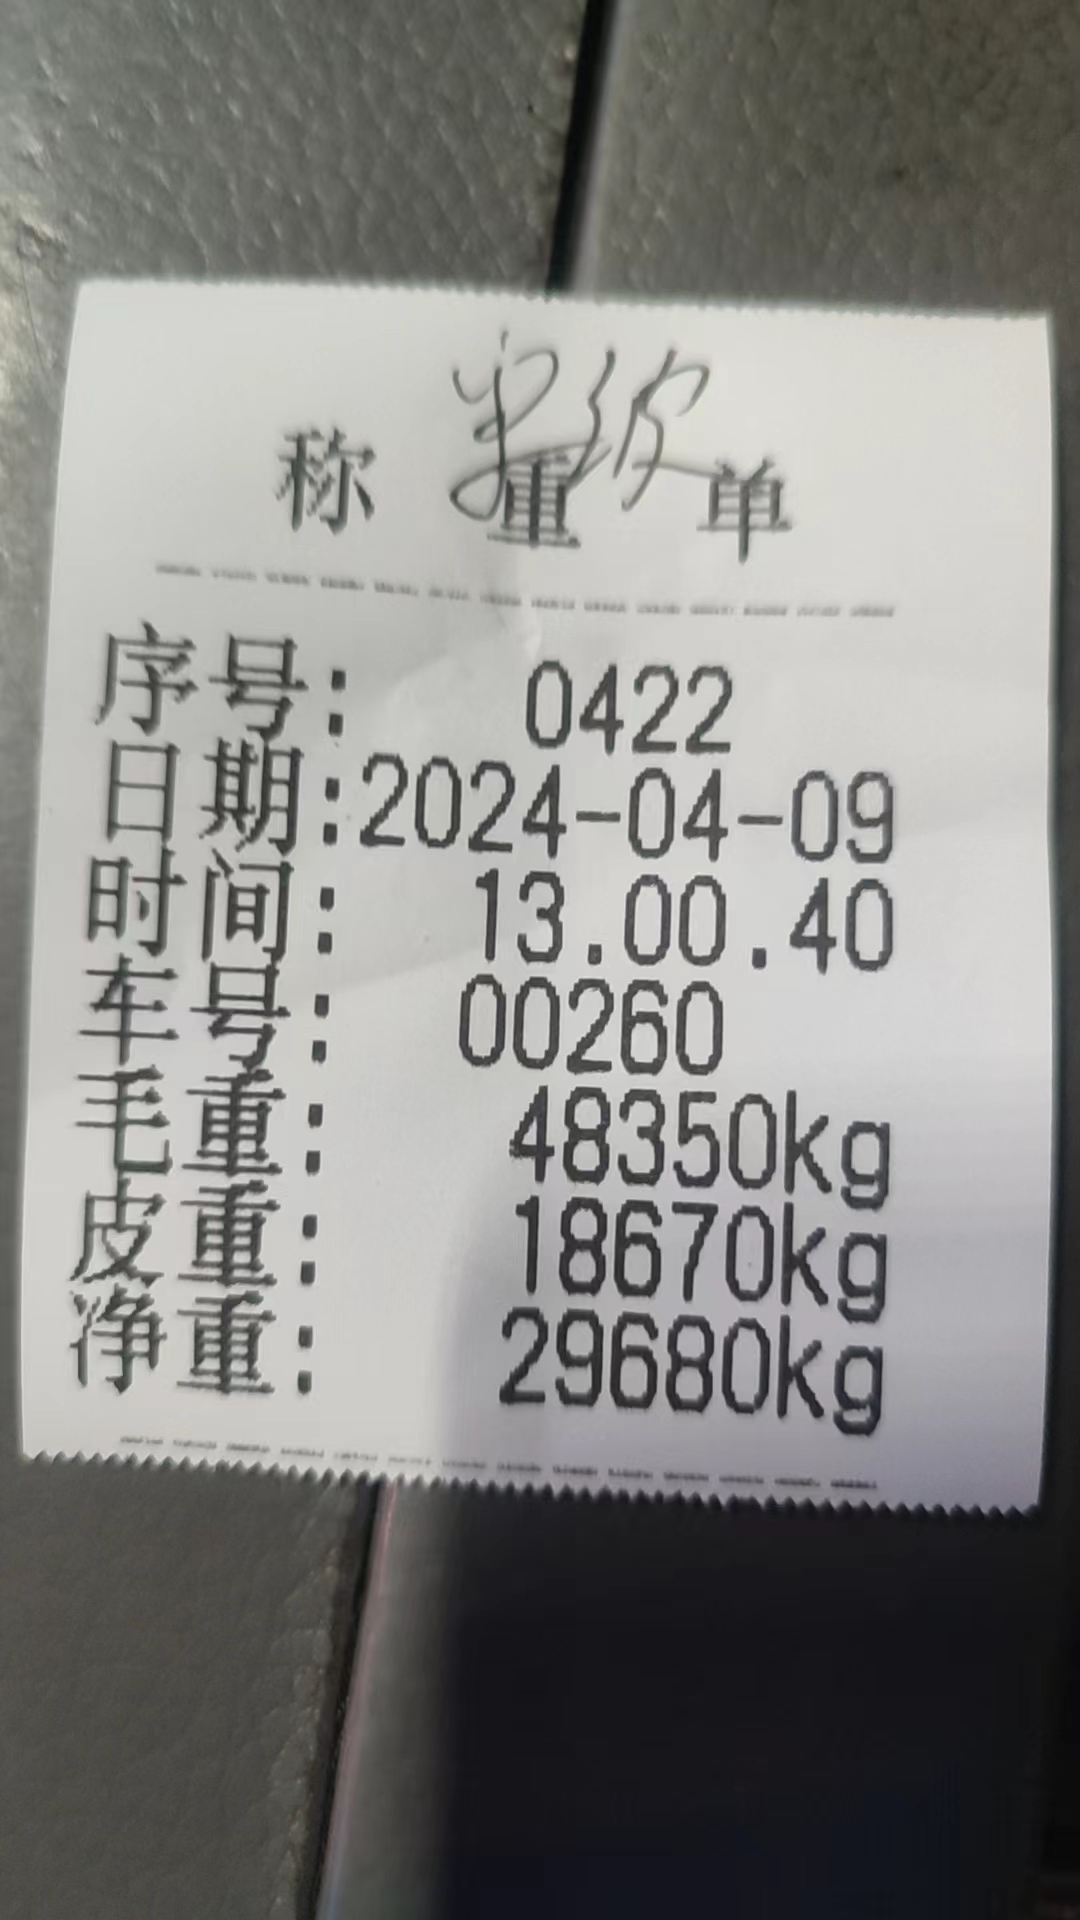 称 重 单
序号: 0422
日期:2024-04-09
时间: 13.00.40
车号: 00260
毛重: 48350kg
皮重: 18670kg
净重: 29680kg